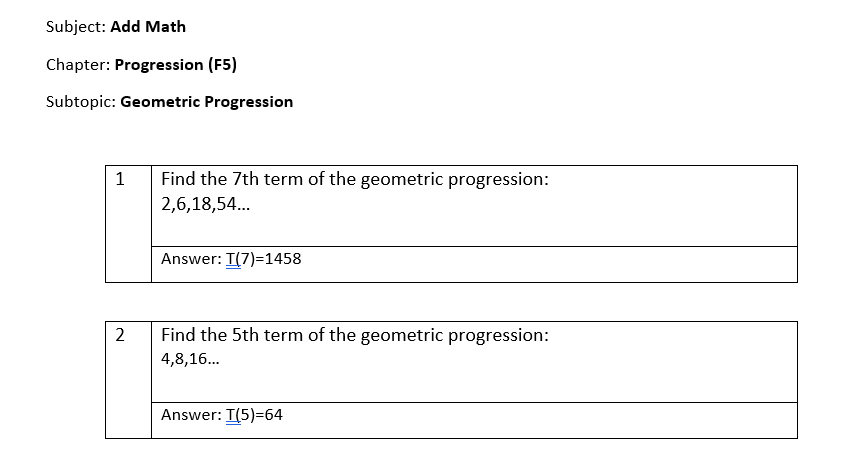 Subject: Add Math
Chapter: Progression (F5)
Subtopic: Geometric Progression
1
Find the 7th term of the geometric progression:
2,6,18,54...
Answer: T(7)=1458
2
Find the 5th term of the geometric progression:
4,8,16...
Answer: T(5)=64